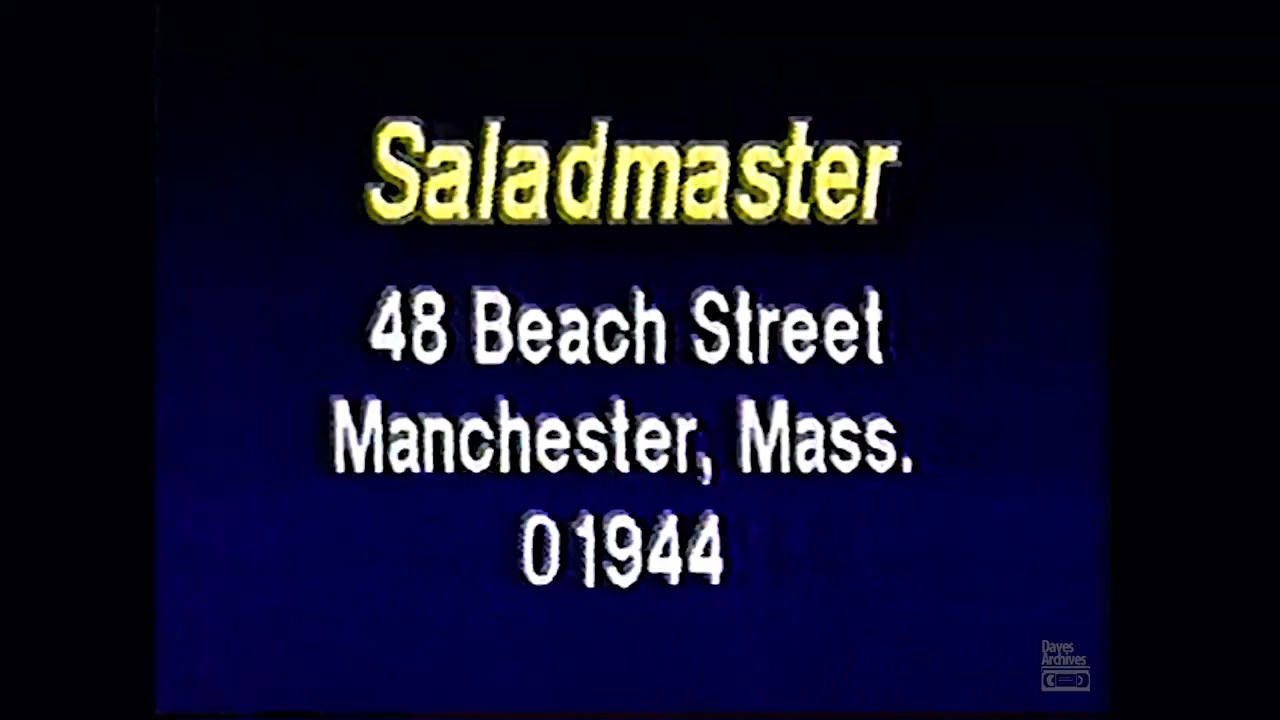 Saladmaster
48 Beach Street
Manchester, Mass.
01944
Daves
Archives